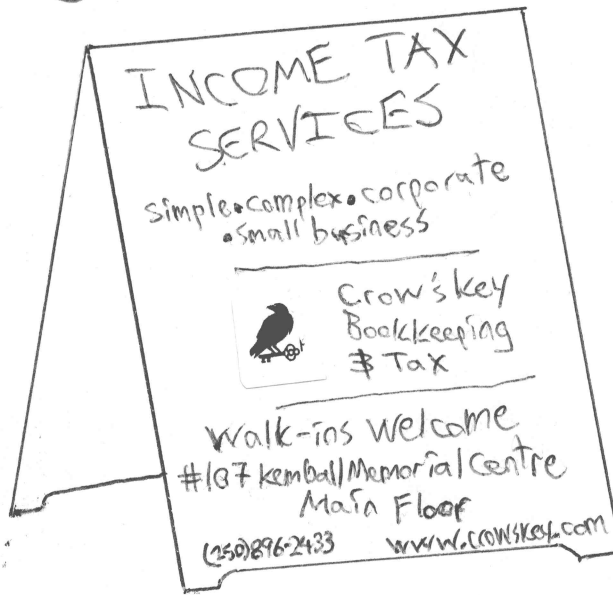 INCOME TAX
SERVICES
simple•complex•corporate
•small business
Crow's key
Bookkeeping
& Tax
Walk-ins Welcome
#107 Kemball Memorial Centre
Main Floor
(250)896-2433 www.crowskey.com